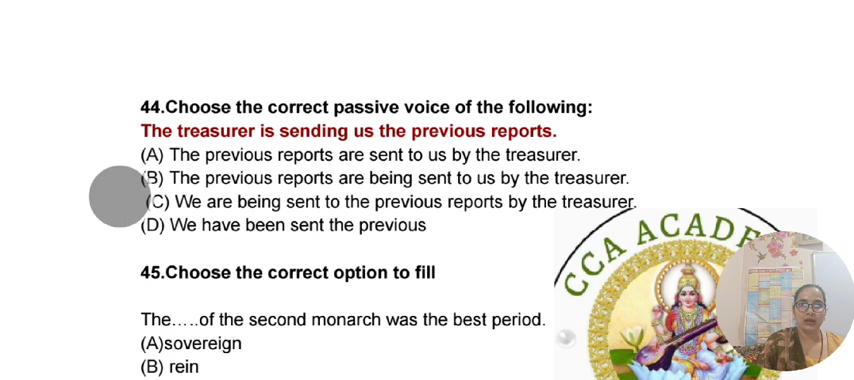 44.Choose the correct passive voice of the following:
The treasurer is sending us the previous reports.
(A) The previous reports are sent to us by the treasurer.
(B) The previous reports are being sent to us by the treasurer.
(C) We are being sent to the previous reports by the treasurer.
(D) We have been sent the previous
CCA ACADE
45.Choose the correct option to fill
The…..of the second monarch was the best period.
(A)sovereign
(B) rein